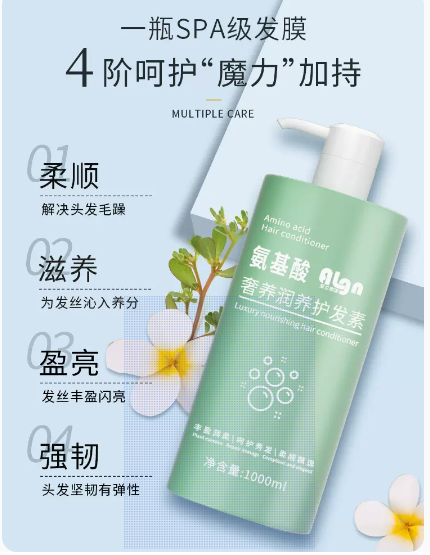 一瓶SPA级发膜
4 阶呵护“魔力”加持
MULTIPLE CARE
01
柔顺
解决头发毛躁
02
滋养
为发丝沁入养分
03
盈亮
发丝丰盈闪亮
04
强韧
头发坚韧有弹性
Amino acid
Hair conditioner
氨基酸
奢养润养护发素
Luxury nourishing hair conditioner
净含量:1000ml